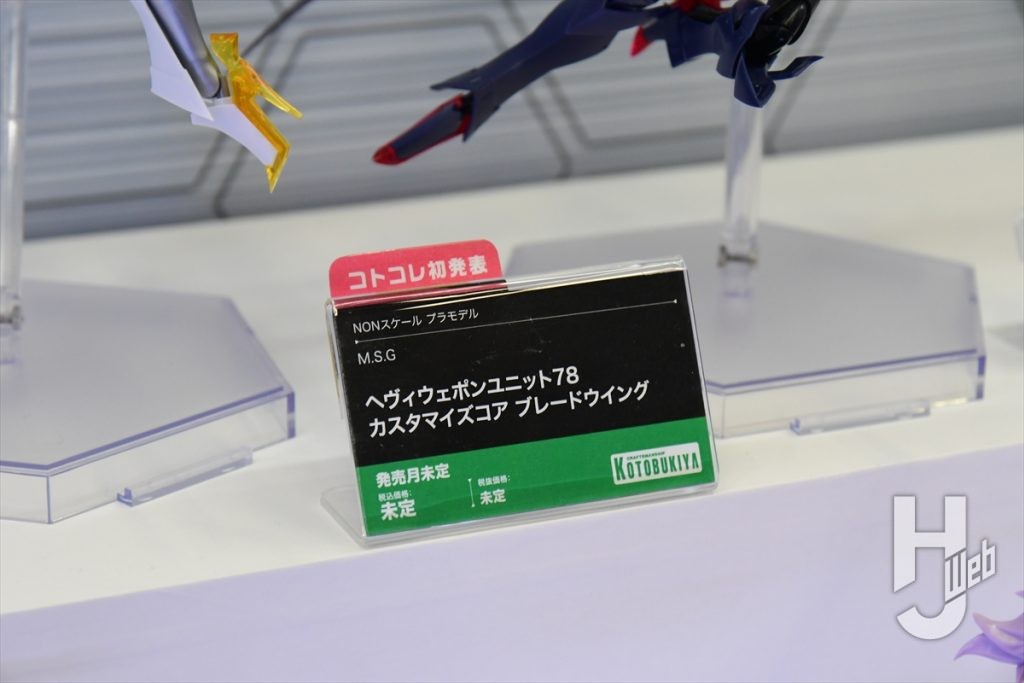 コトコレ初発表
NONスケール プラモデル
M.S.G
ヘヴィウェポンユニット78
カスタマイズコア ブレードウイング
発売月未定
税込価格:
未定
税抜価格:
未定
CRAFTSMANSHIP
KOTOBUKIYA
HJ Web